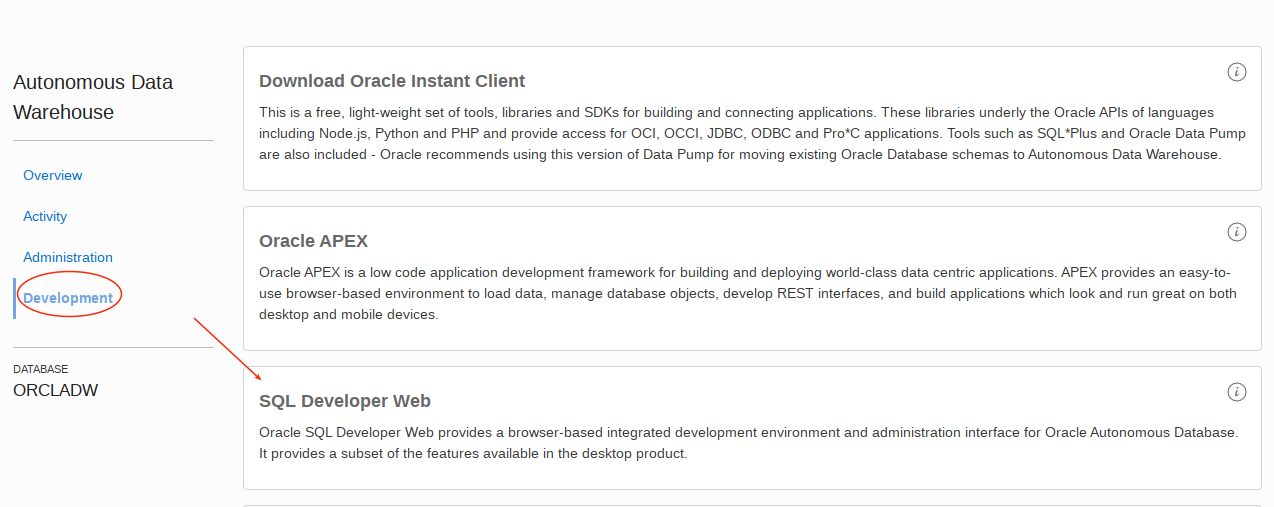 Autonomous Data
Warehouse
Overview
Activity
Administration
Development
DATABASE
ORCLADW
Download Oracle Instant Client
This is a free, light-weight set of tools, libraries and SDKs for building and connecting applications. These libraries underly the Oracle APIs of languages
including Node.js, Python and PHP and provide access for OCI, OCCI, JDBC, ODBC and Pro*C applications. Tools such as SQL*Plus and Oracle Data Pump
are also included - Oracle recommends using this version of Data Pump for moving existing Oracle Database schemas to Autonomous Data Warehouse.
Oracle APEX
Oracle APEX is a low code application development framework for building and deploying world-class data centric applications. APEX provides an easy-to-
use browser-based environment to load data, manage database objects, develop REST interfaces, and build applications which look and run great on both
desktop and mobile devices.
SQL Developer Web
Oracle SQL Developer Web provides a browser-based integrated development environment and administration interface for Oracle Autonomous Database.
It provides a subset of the features available in the desktop product.